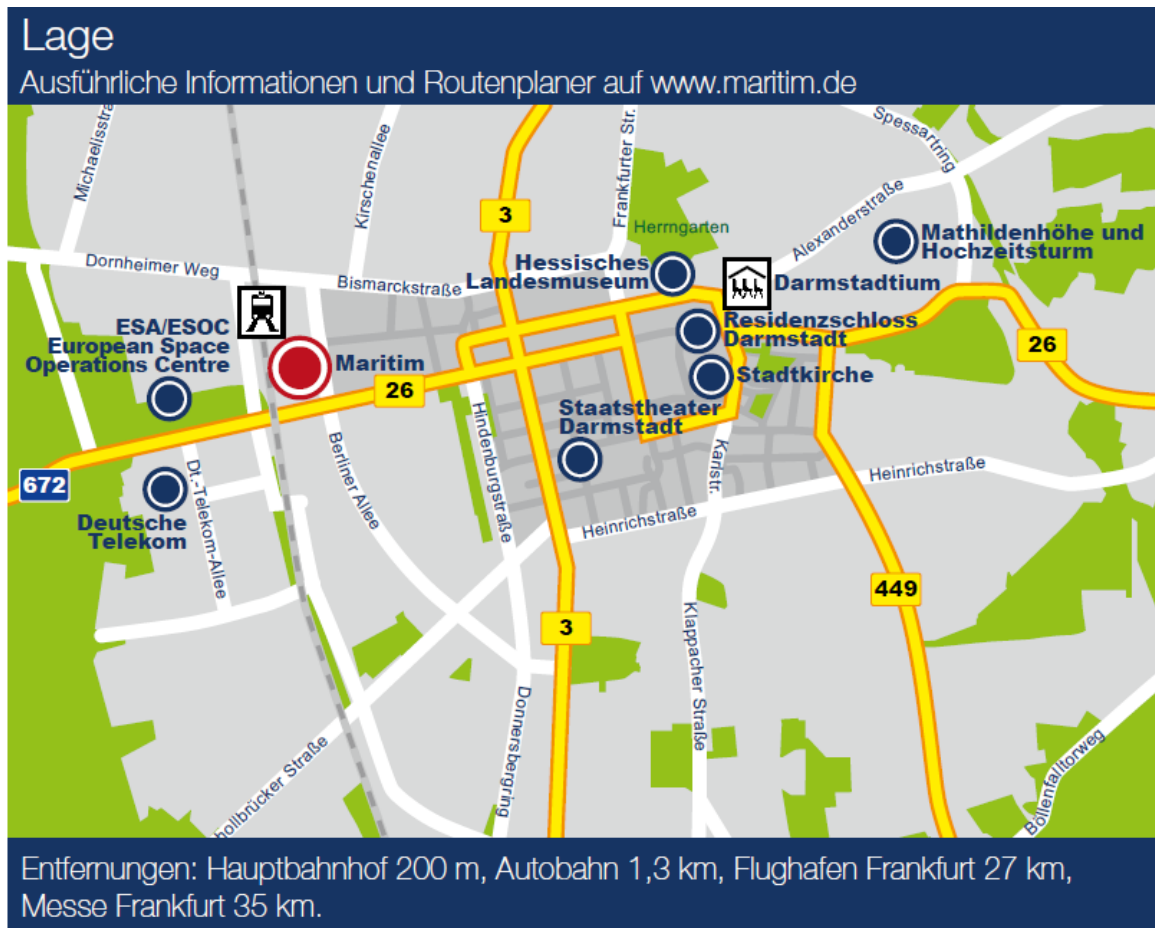 Lage
Ausführliche Informationen und Routenplaner auf www.maritim.de
Michaelisstra
Kirschenallee
3
Frankfurter Str.
Spessartring
Herrngarten
Alexanderstraße
Mathildenhöhe und
Hochzeitsturm
Dornheimer Weg
Bismarckstraße
Hessisches
Landesmuseum
Darmstadtium
ESA/ESOC
European Space
Operations Centre
Maritim
26
Residenzschloss
Darmstadt
26
Stadtkirche
Staatstheater
Darmstadt
Hindenburgstraße
Berliner Allee
Karlstr.
Heinrichstraße
672
Deutsche
Telekom
Dt.-Telekom-Allee
Heinrichstraße
449
3
Klappacher Straße
Donnersbergring
hollbrücker Straße
Böllenfalltorweg
Entfernungen: Hauptbahnhof 200 m, Autobahn 1,3 km, Flughafen Frankfurt 27 km,
Messe Frankfurt 35 km.